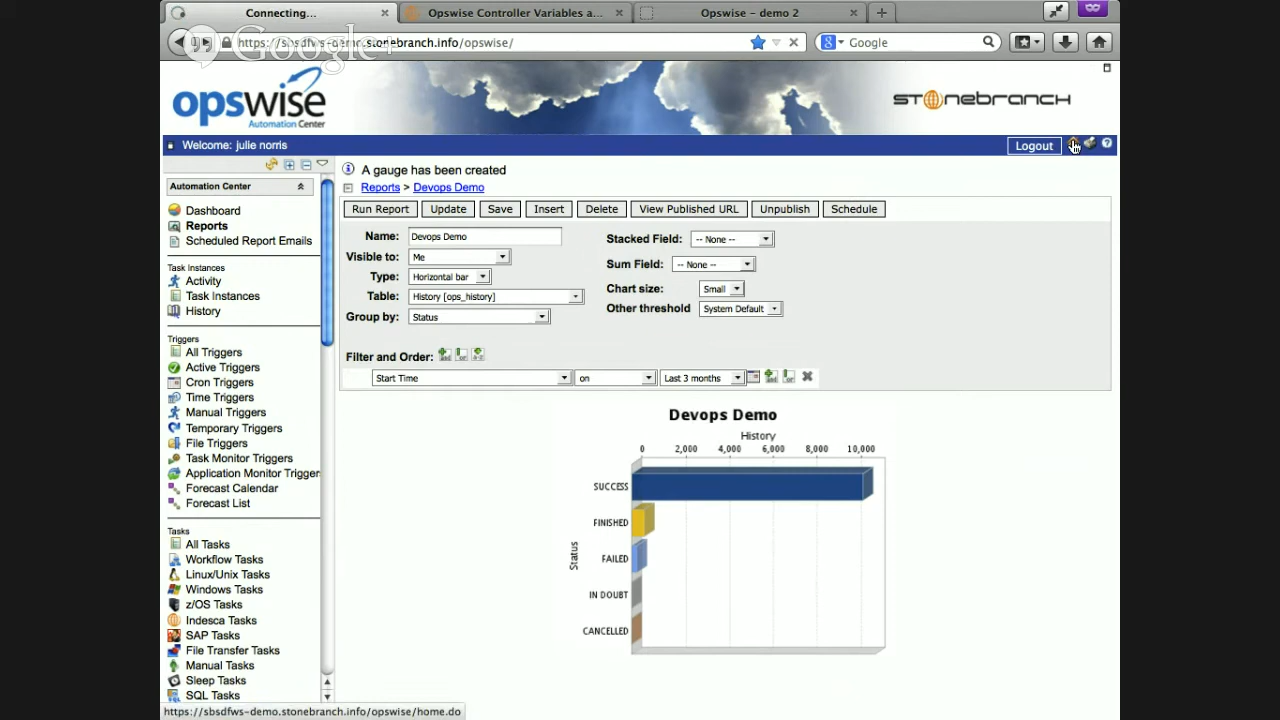 Connecting...
Opswise Controller Variables a...
Opswise – demo 2
https://sbsdfws-demo.stonebranch.info/opswise/
Google
Google+
opswise
Automation Center
STONEBRANCH
Welcome: julie norris
Logout
Automation Center
Dashboard
Reports
Scheduled Report Emails
Task Instances
Activity
Task Instances
History
Triggers
All Triggers
Active Triggers
Cron Triggers
Time Triggers
Manual Triggers
Temporary Triggers
File Triggers
Task Monitor Triggers
Application Monitor Triggers
Forecast Calendar
Forecast List
Tasks
All Tasks
Workflow Tasks
Linux/Unix Tasks
Windows Tasks
z/OS Tasks
Indesca Tasks
SAP Tasks
File Transfer Tasks
Manual Tasks
Sleep Tasks
SQL Tasks
A gauge has been created
Reports > Devops Demo
Run Report Update Save Insert Delete View Published URL Unpublish Schedule
Name: Devops Demo
Visible to: Me
Type: Horizontal bar
Table: History [ops_history]
Group by: Status
Stacked Field: -- None --
Sum Field: -- None --
Chart size: Small
Other threshold System Default
Filter and Order:
Start Time on Last 3 months
Devops Demo
History
0 2,000 4,000 6,000 8,000 10,000
Status
SUCCESS
FINISHED
FAILED
IN DOUBT
CANCELLED
https://sbsdfws-demo.stonebranch.info/opswise/home.do